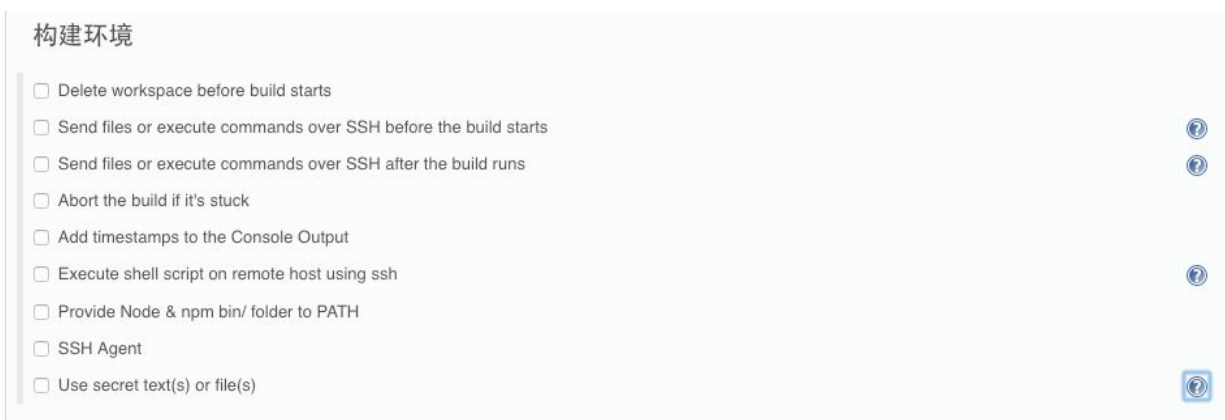 构建环境
Delete workspace before build starts
Send files or execute commands over SSH before the build starts
Send files or execute commands over SSH after the build runs
Abort the build if it's stuck
Add timestamps to the Console Output
Execute shell script on remote host using ssh
Provide Node & npm bin/ folder to PATH
SSH Agent
Use secret text(s) or file(s)